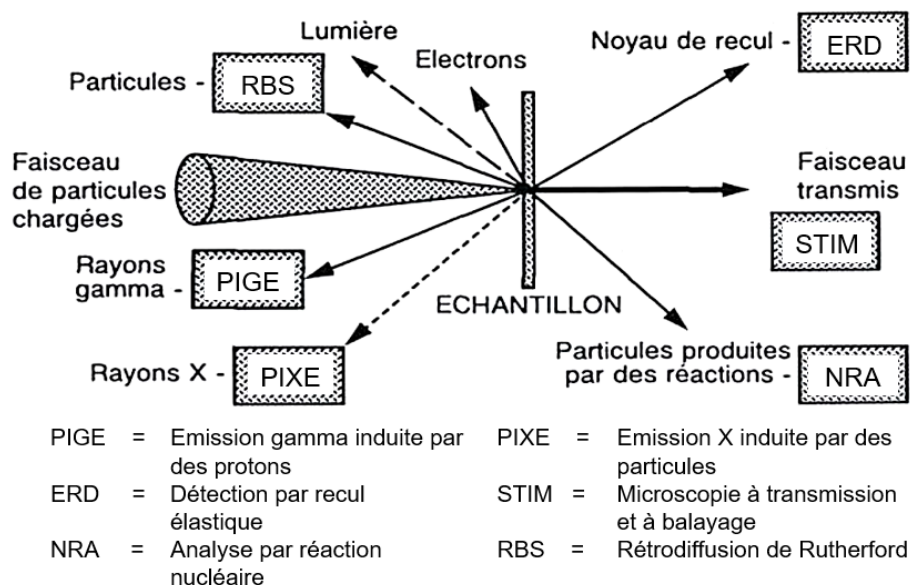 Lumière
Electrons
Noyau de recul - ERD
Particules - RBS
Faisceau
de particules
chargées
Faisceau
transmis
STIM
Rayons
gamma - PIGE
ECHANTILLON
Rayons X - PIXE
Particules produites
par des réactions - NRA
PIGE = Emission gamma induite par
des protons
ERD = Détection par recul
élastique
NRA = Analyse par réaction
nucléaire
PIXE = Emission X induite par des
particules
STIM = Microscopie à transmission
et à balayage
RBS = Rétrodiffusion de Rutherford